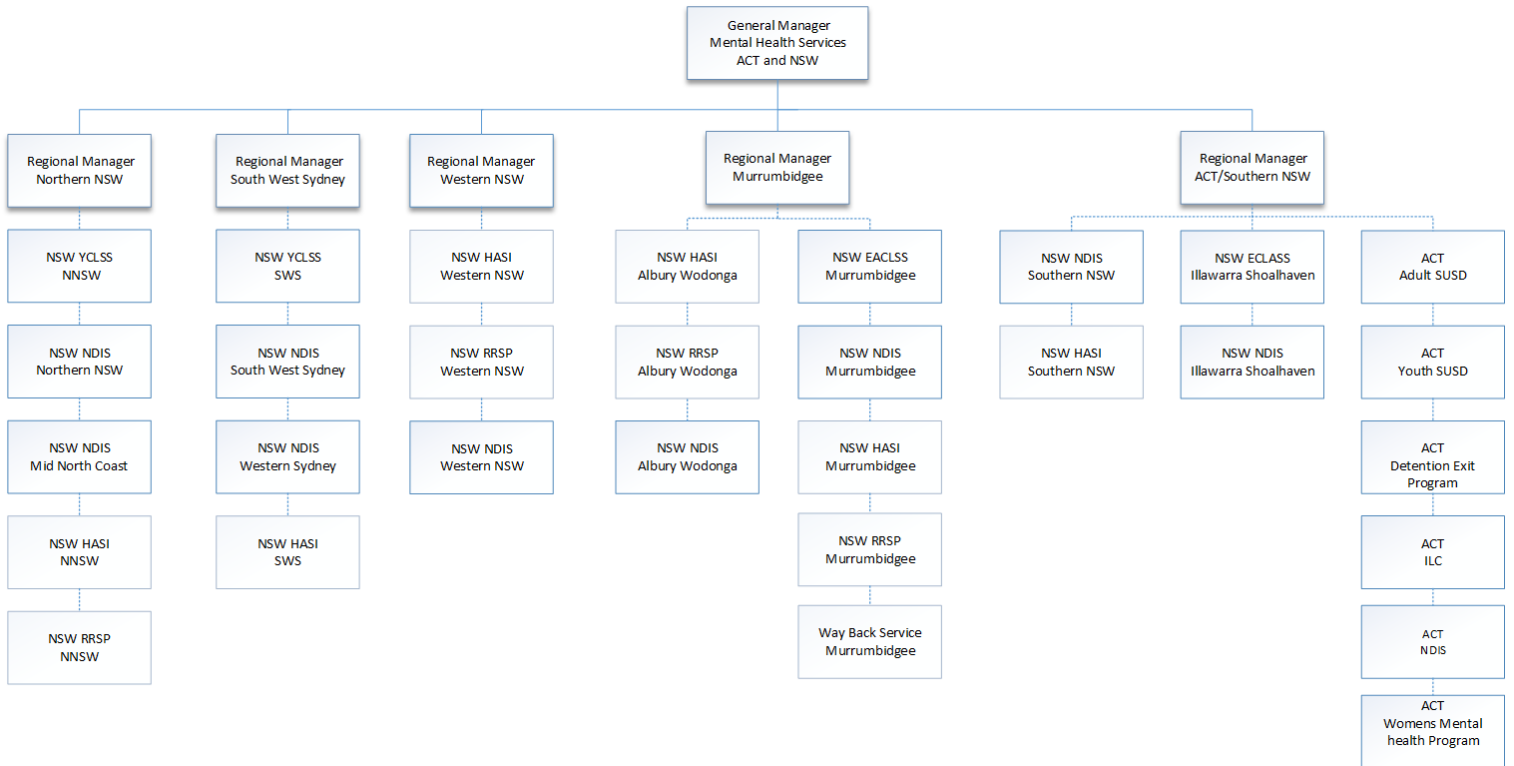 General Manager
Mental Health Services
ACT and NSW
Regional Manager
Northern NSW
Regional Manager
South West Sydney
Regional Manager
Western NSW
Regional Manager
Murrumbidgee
Regional Manager
ACT/Southern NSW
NSW YCLSS
NNSW
NSW NDIS
Northern NSW
NSW NDIS
Mid North Coast
NSW HASI
NNSW
NSW RRSP
NNSW
NSW YCLSS
SWS
NSW NDIS
South West Sydney
NSW NDIS
Western Sydney
NSW HASI
SWS
NSW HASI
Western NSW
NSW RRSP
Western NSW
NSW NDIS
Western NSW
NSW HASI
Albury Wodonga
NSW RRSP
Albury Wodonga
NSW NDIS
Albury Wodonga
NSW EACLSS
Murrumbidgee
NSW NDIS
Murrumbidgee
NSW HASI
Murrumbidgee
NSW RRSP
Murrumbidgee
Way Back Service
Murrumbidgee
NSW NDIS
Southern NSW
NSW HASI
Southern NSW
NSW ECLASS
Illawarra Shoalhaven
NSW NDIS
Illawarra Shoalhaven
ACT
Adult SUSD
ACT
Youth SUSD
ACT
Detention Exit
Program
ACT
ILC
ACT
NDIS
ACT
Womens Mental
health Program